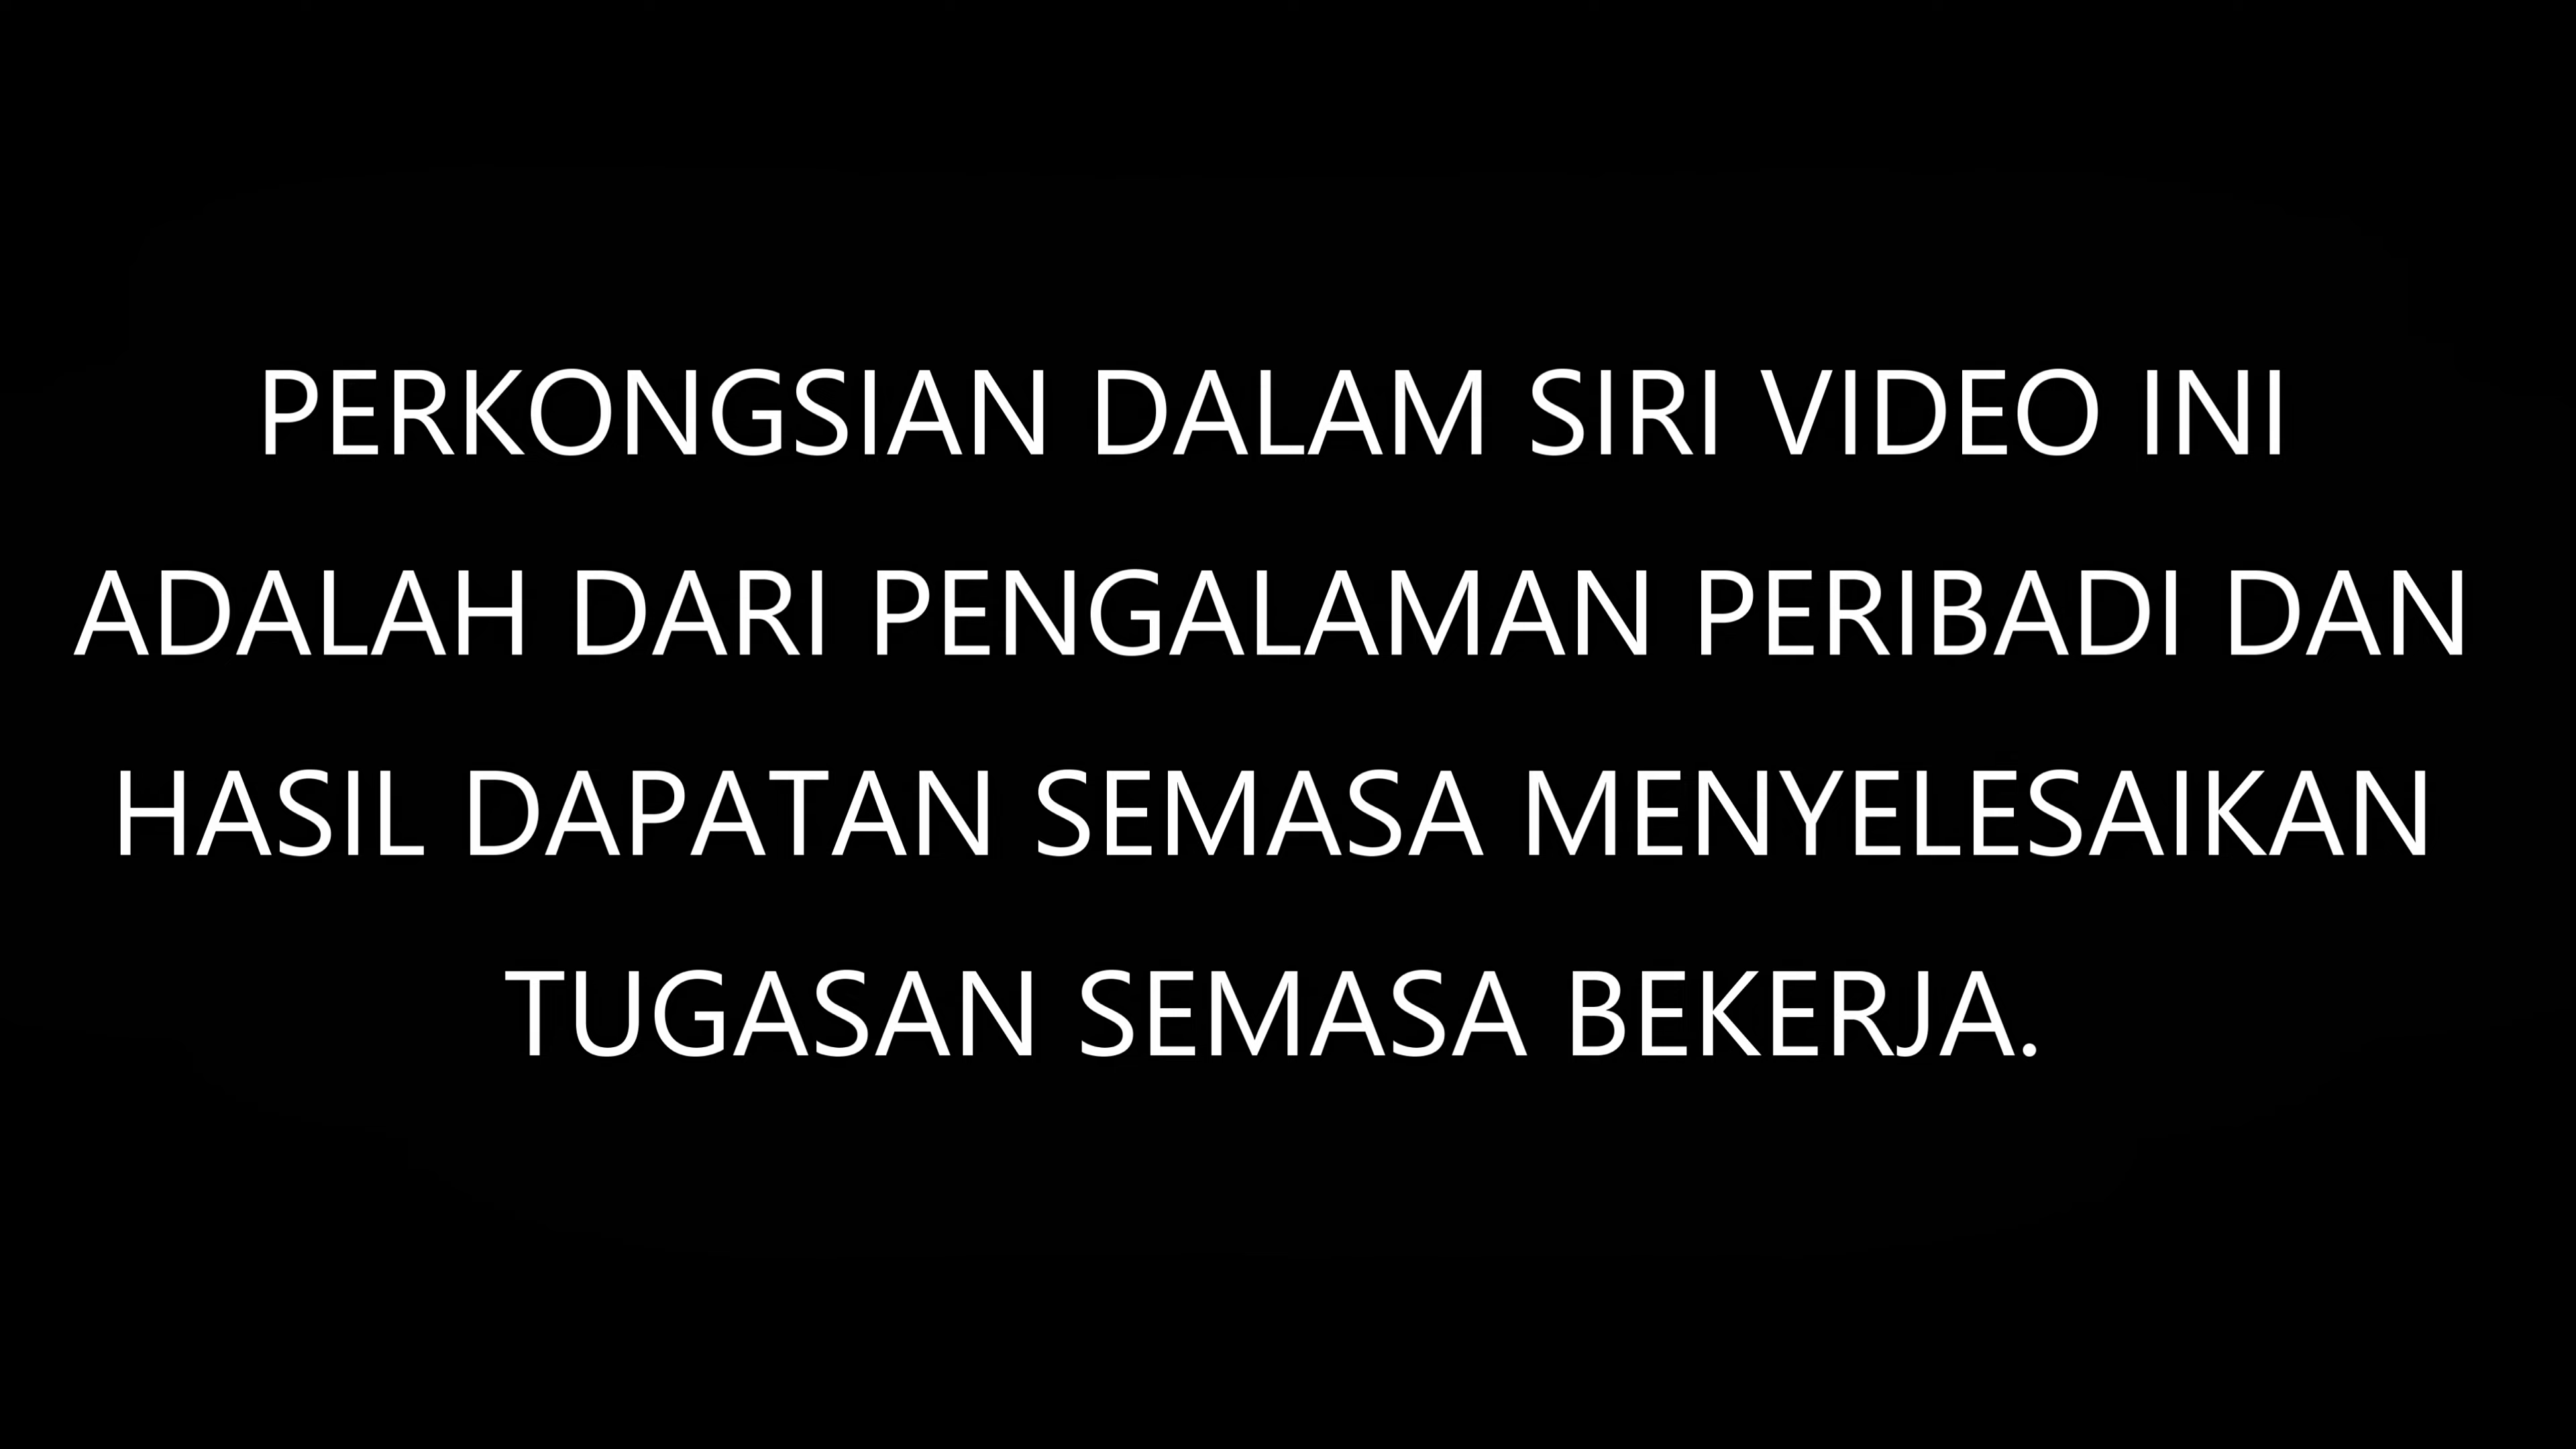 PERKONGSIAN DALAM SIRI VIDEO INI
ADALAH DARI PENGALAMAN PERIBADI DAN
HASIL DAPATAN SEMASA MENYELESAIKAN
TUGASAN SEMASA BEKERJA.